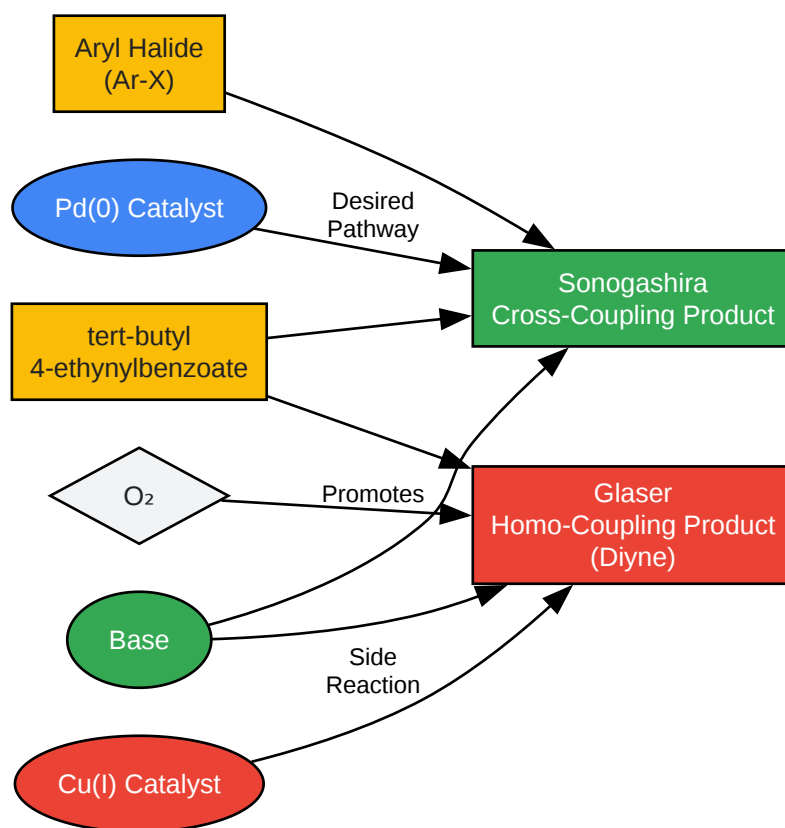 Aryl Halide
(Ar-X)
Pd(0) Catalyst
Desired
Pathway
Sonogashira
Cross-Coupling Product
tert-butyl
4-ethynylbenzoate
O₂
Promotes
Glaser
Homo-Coupling Product
(Diyne)
Base
Side
Reaction
Cu(I) Catalyst